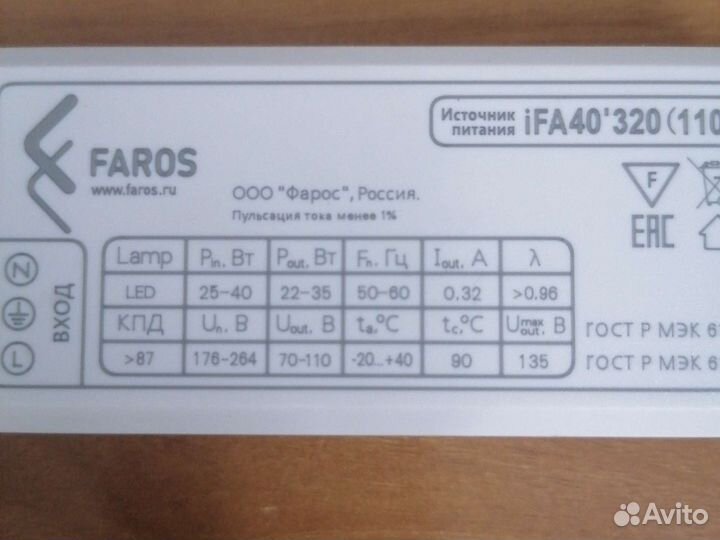 FAROS
www.faros.ru
Источник питания iFA40'320(110
ООО "Фарос", Россия.
Пульсация тока менее 1%
F
EAC
N
L
ВХОД
Lamp Pin, Вт Pout, Вт Fn, Гц Iout, А λ
LED 25-40 22-35 50-60 0,32 >0.96
КПД Un, В Uout, В ta,°C tc,°C Umax out, В
>87 176-264 70-110 -20...+40 90 135
ГОСТ Р МЭК 6
ГОСТ Р МЭК 6
Avito